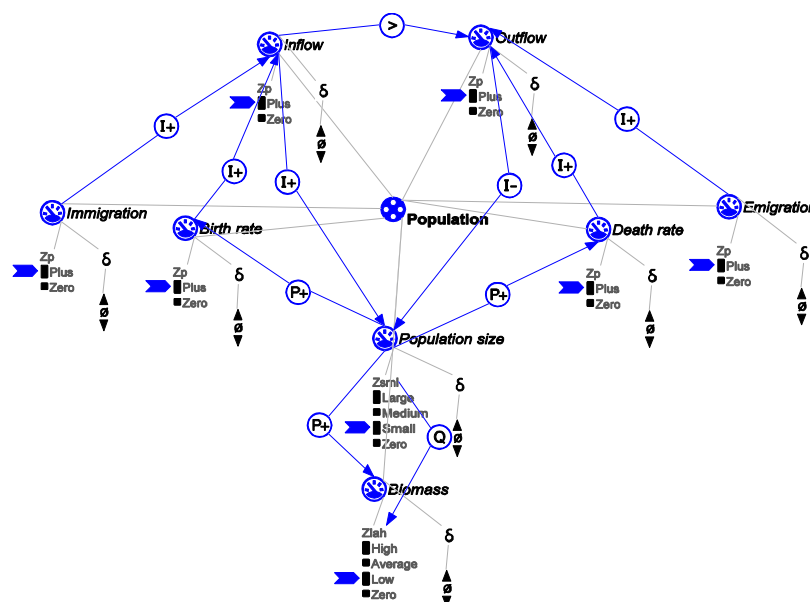 >
Inflow
Outflow
Zp
Plus
Zero
δ
ø
Zp
Plus
Zero
δ
ø
I+
I+
I+
I+
I-
I+
I+
Immigration
Birth rate
Population
Death rate
Emigration
Zp
Plus
Zero
δ
ø
Zp
Plus
Zero
δ
ø
Zp
Plus
Zero
δ
ø
Zp
Plus
Zero
δ
ø
P+
P+
Population size
Zsml
Large
Medium
Small
Zero
δ
ø
P+
Q
Biomass
Zlah
High
Average
Low
Zero
δ
ø